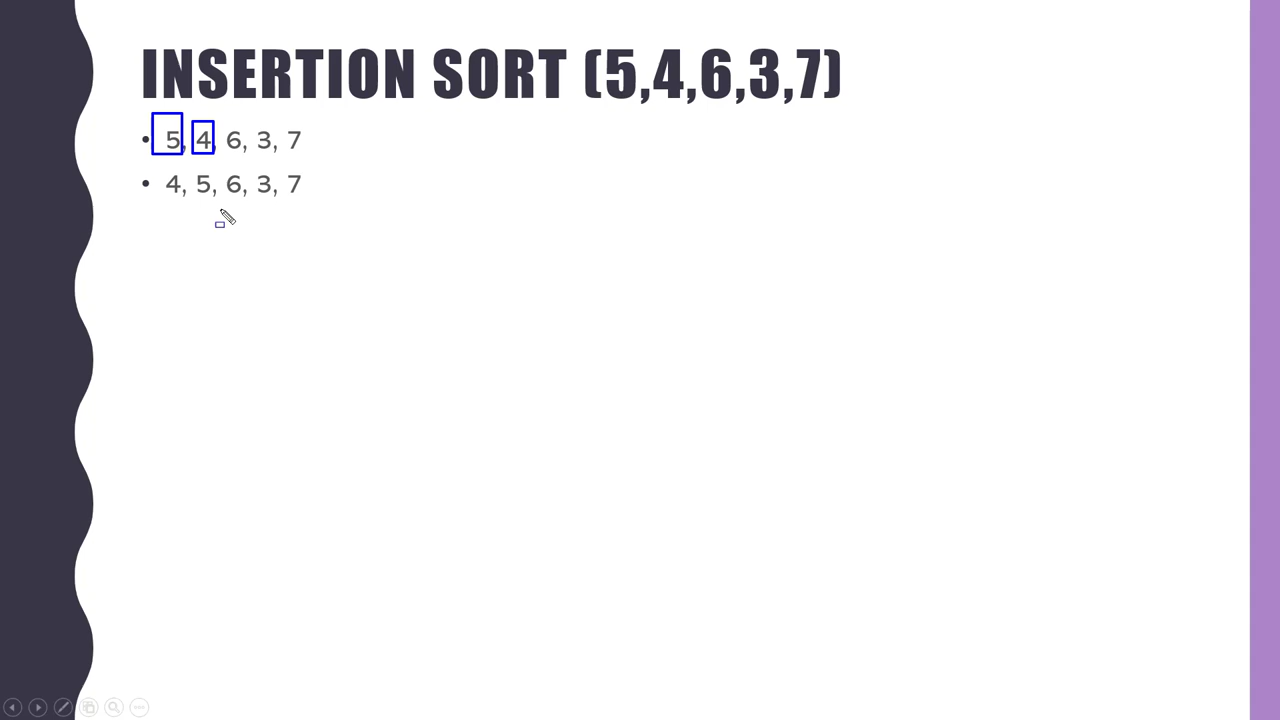 INSERTION SORT (5,4,6,3,7)
• 5, 4, 6, 3, 7
• 4, 5, 6, 3, 7